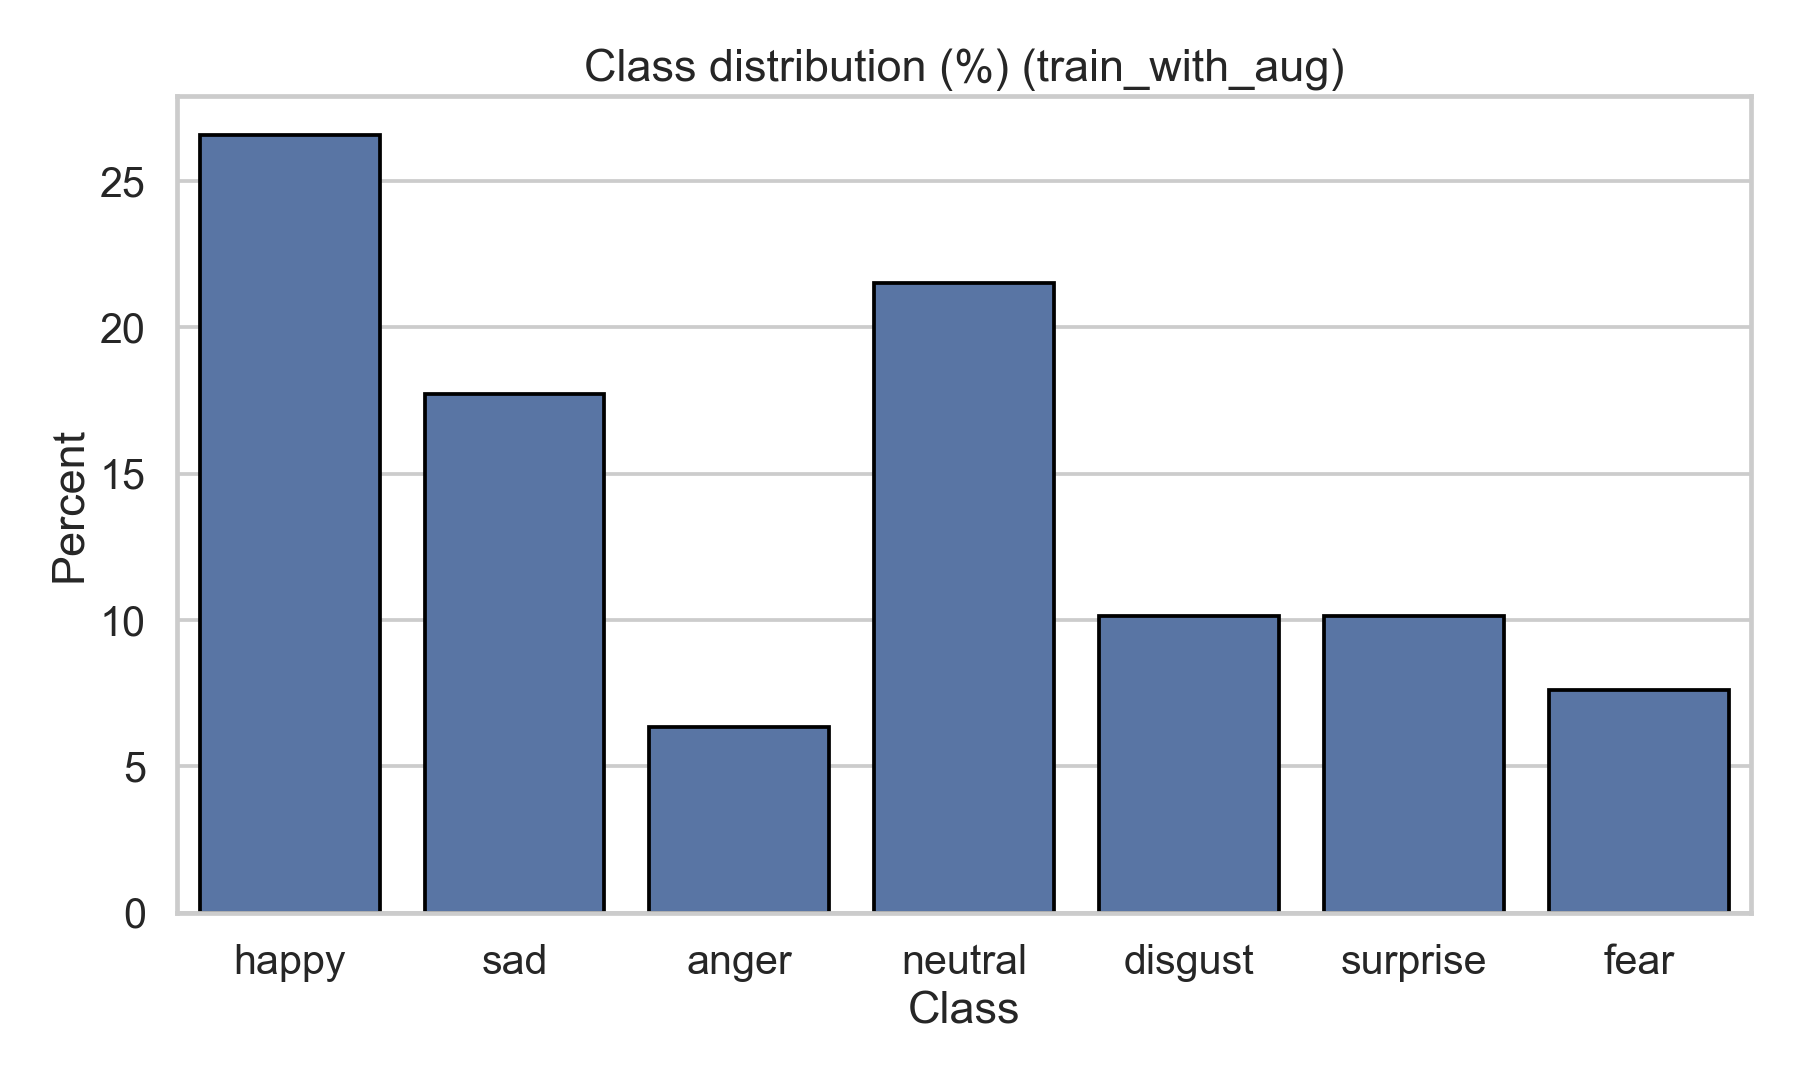 Class distribution (%) (train_with_aug)
Percent
25
20
15
10
5
0
happy sad anger neutral disgust surprise fear
Class